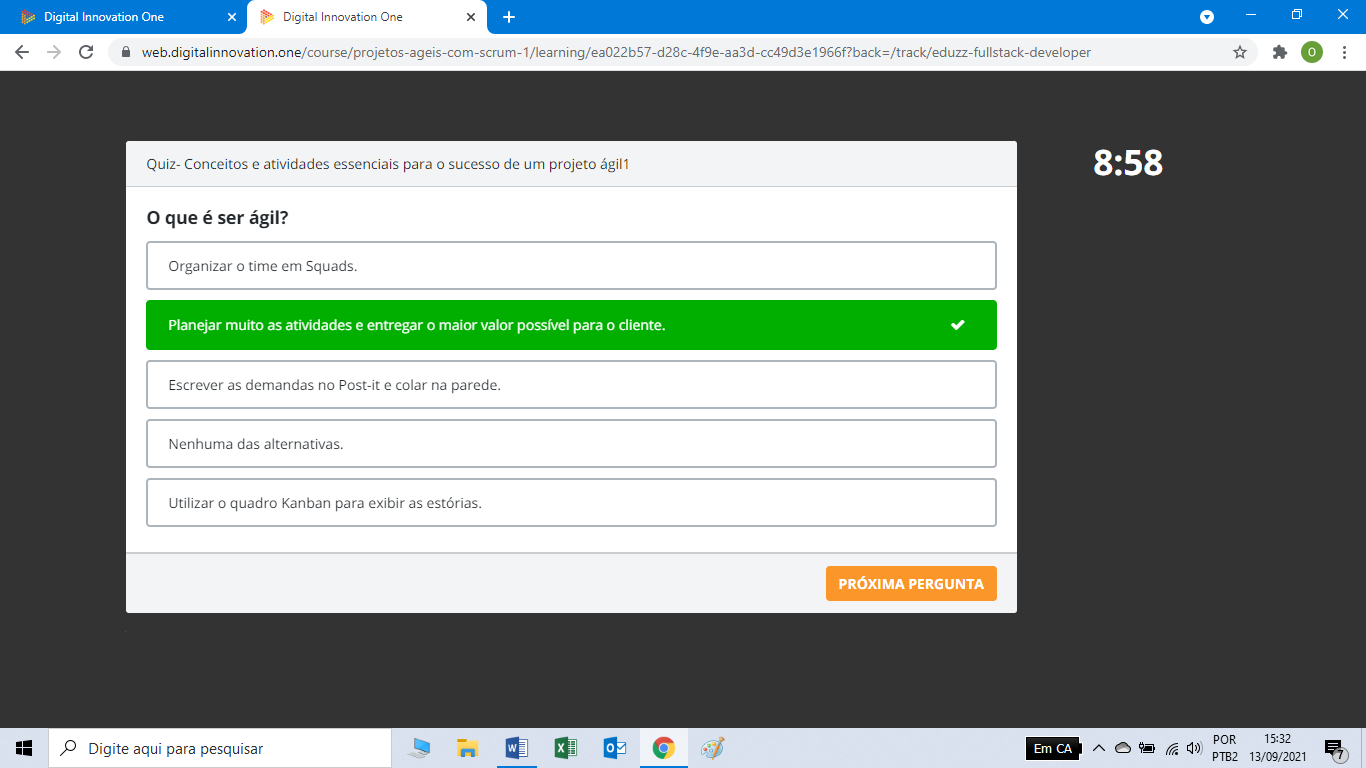 Digital Innovation One
Digital Innovation One
web.digitalinnovation.one/course/projetos-ageis-com-scrum-1/learning/ea022b57-d28c-4f9e-aa3d-cc49d3e1966f?back=/track/eduzz-fullstack-developer
O
Quiz- Conceitos e atividades essenciais para o sucesso de um projeto ágil1
8:58
O que é ser ágil?
Organizar o time em Squads.
Planejar muito as atividades e entregar o maior valor possível para o cliente.
Escrever as demandas no Post-it e colar na parede.
Nenhuma das alternativas.
Utilizar o quadro Kanban para exibir as estórias.
PRÓXIMA PERGUNTA
Digite aqui para pesquisar
Em CA
POR
PTB2
15:32
13/09/2021
7